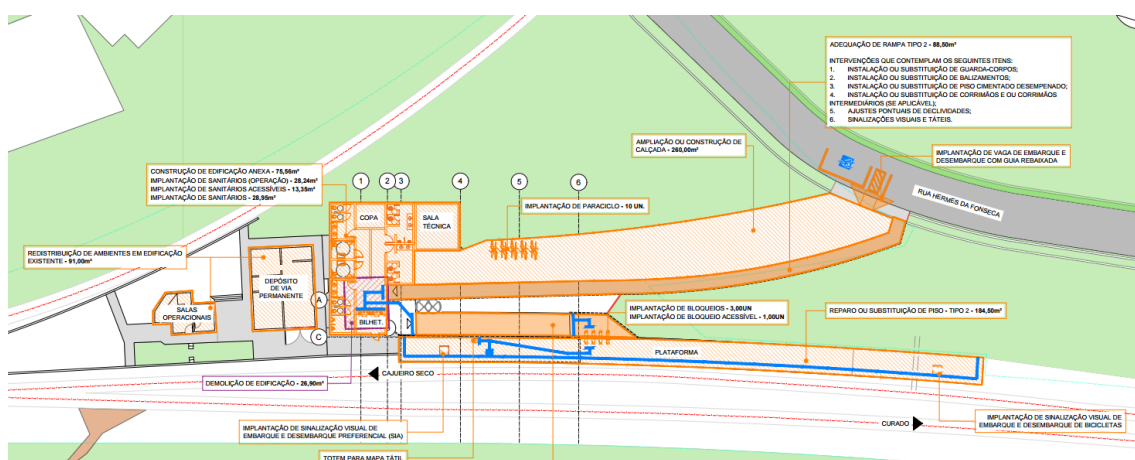 ADEQUAÇÃO DE RAMPA TIPO 2 - 88,50m²
INTERVENÇÕES QUE CONTEMPLAM OS SEGUINTES ITENS:
1. INSTALAÇÃO OU SUBSTITUIÇÃO DE GUARDA-CORPOS;
2. INSTALAÇÃO OU SUBSTITUIÇÃO DE BALIZAMENTOS;
3. INSTALAÇÃO OU SUBSTITUIÇÃO DE PISO CIMENTADO DESEMPENADO;
4. INSTALAÇÃO OU SUBSTITUIÇÃO DE CORRIMÃOS E OU CORRIMÃOS
INTERMEDIÁRIOS (SE APLICÁVEL);
5. AJUSTES PONTUAIS DE DECLIVIDADES;
6. SINALIZAÇÕES VISUAIS E TÁTEIS.
AMPLIAÇÃO OU CONSTRUÇÃO DE
CALÇADA - 260,00m²
IMPLANTAÇÃO DE VAGA DE EMBARQUE E
DESEMBARQUE COM GUIA REBAIXADA
CONSTRUÇÃO DE EDIFICAÇÃO ANEXA - 75,56m²
IMPLANTAÇÃO DE SANITÁRIOS (OPERAÇÃO) - 28,24m²
IMPLANTAÇÃO DE SANITÁRIOS ACESSÍVEIS - 13,35m²
IMPLANTAÇÃO DE SANITÁRIOS - 28,95m²
1
2
3
4
5
6
RUA HERMES DA FONSECA
IMPLANTAÇÃO DE PARACICLO - 10 UN.
COPA
SALA
TÉCNICA
REDISTRIBUIÇÃO DE AMBIENTES EM EDIFICAÇÃO
EXISTENTE - 91,00m²
DEPÓSITO
DE VIA
PERMANENTE
SALAS
OPERACIONAIS
A
BILHET.
C
IMPLANTAÇÃO DE BLOQUEIOS - 3,00UN
IMPLANTAÇÃO DE BLOQUEIO ACESSÍVEL - 1,00UN
REPARO OU SUBSTITUIÇÃO DE PISO - TIPO 2 - 184,50m²
PLATAFORMA
CAJUEIRO SECO
DEMOLIÇÃO DE EDIFICAÇÃO - 26,90m²
IMPLANTAÇÃO DE SINALIZAÇÃO VISUAL DE
EMBARQUE E DESEMBARQUE PREFERENCIAL (SIA)
CURADO
IMPLANTAÇÃO DE SINALIZAÇÃO VISUAL DE
EMBARQUE E DESEMBARQUE DE BICICLETAS
TOTEM PARA MAPA TÁTIL